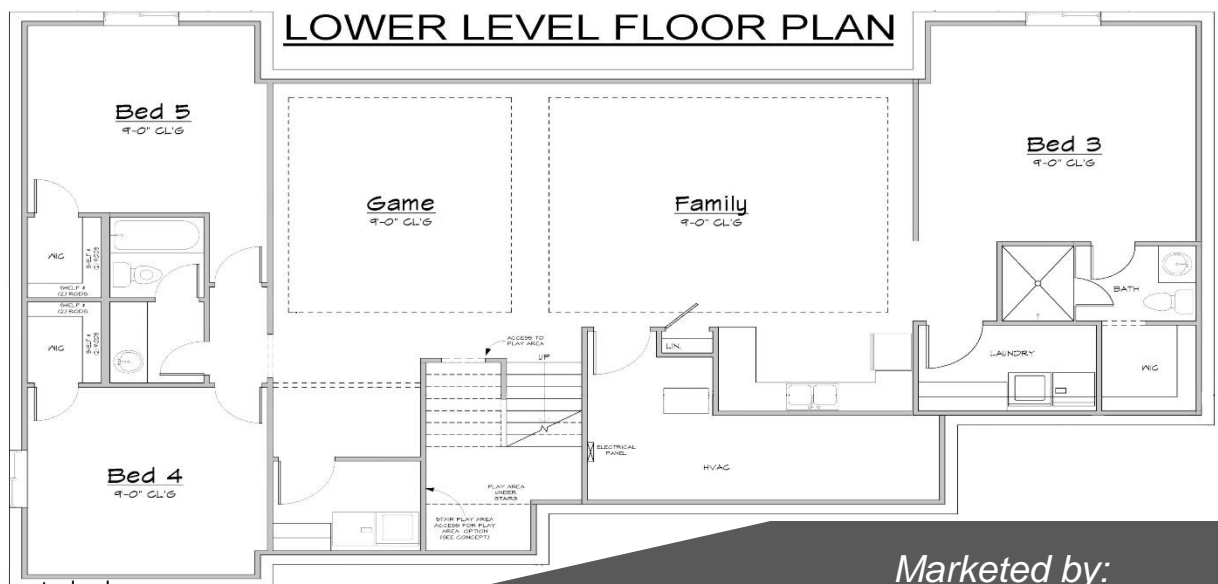 LOWER LEVEL FLOOR PLAN
Bed 5
9-0" CL'G
Game
9-0" CL'G
Family
9-0" CL'G
Bed 3
9-0" CL'G
WIC
SHELF &
(2) RODS
SHELF &
(2) RODS
SHELF &
(2) RODS
SHELF &
(2) RODS
WIC
BATH
ACCESS TO
PLAY AREA
UP
LIN.
LAUNDRY
WIC
Bed 4
9-0" CL'G
ELECTRICAL
PANEL
HVAC
PLAY AREA
UNDER
STAIRS
STAIR PLAY AREA
ACCESS FOR PLAY
AREA OPTION
(SEE CONCEPT)
Marketed by: